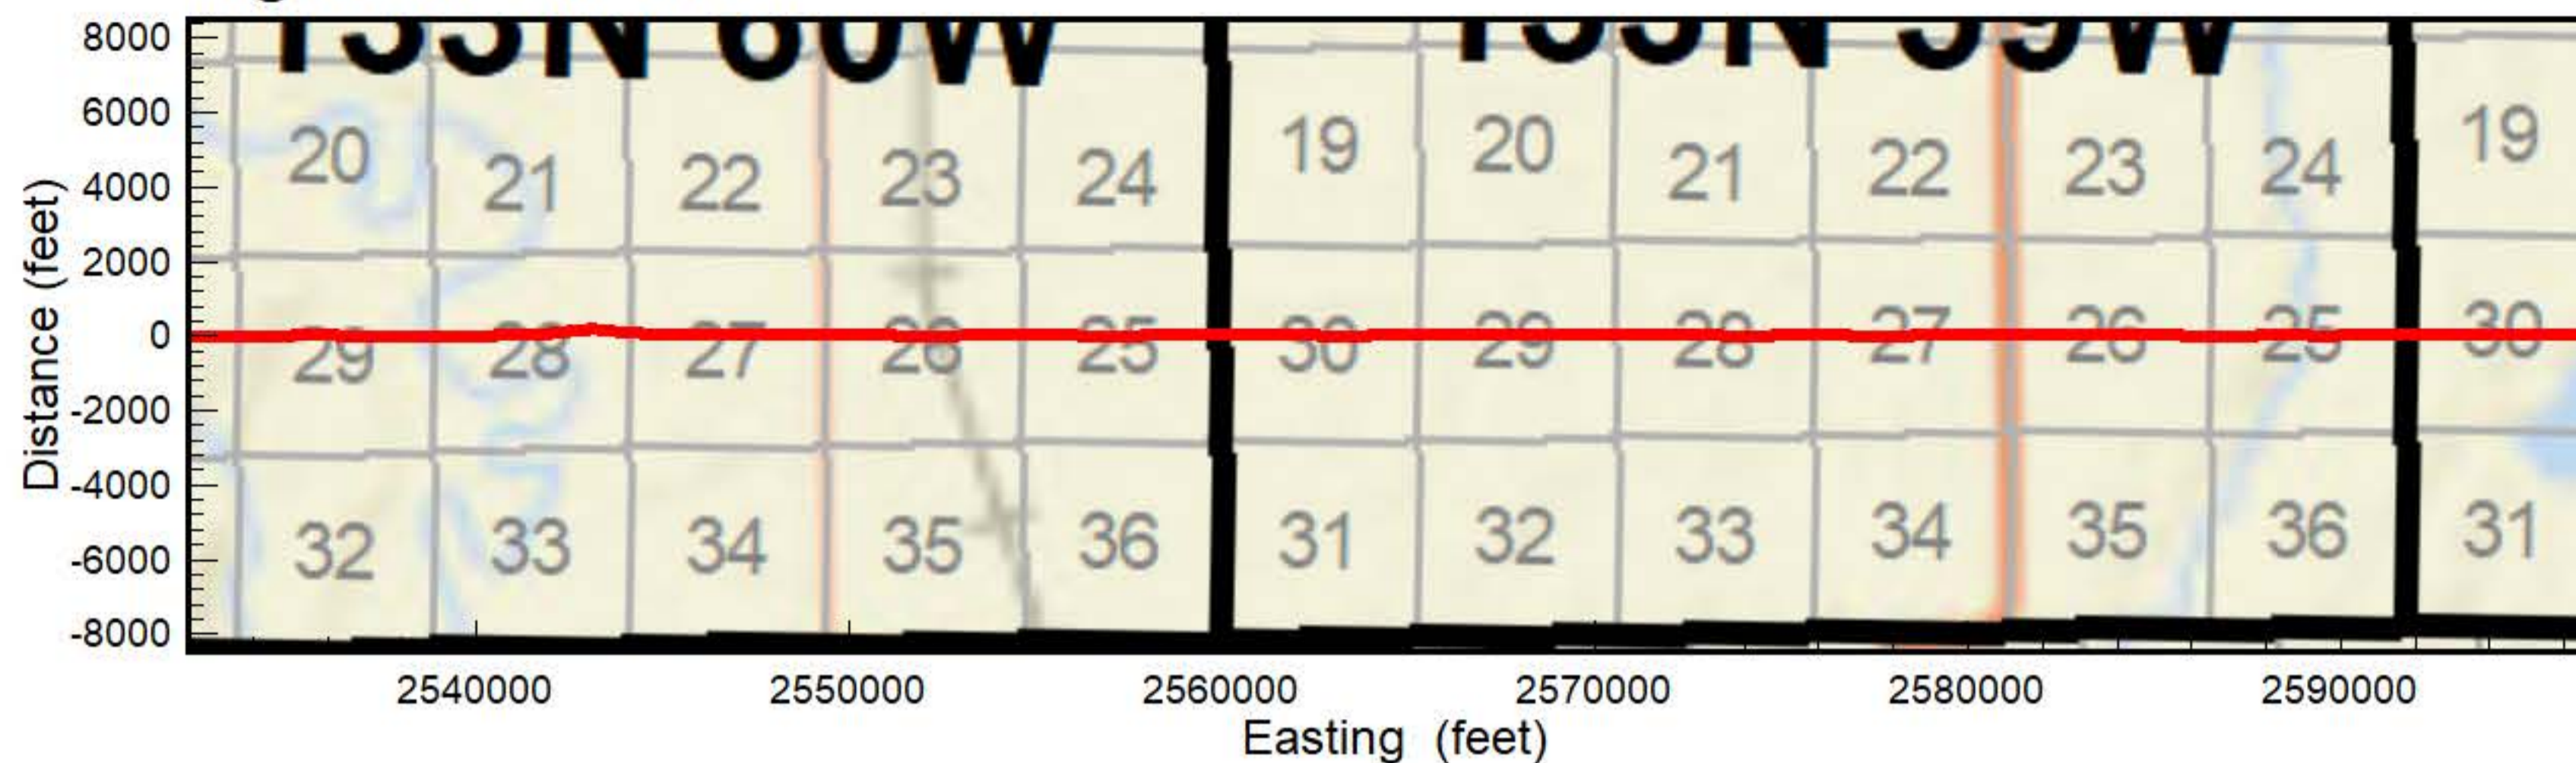 8000
6000
4000
2000
0
-2000
-4000
-6000
-8000
Distance (feet)
20 21 22 23 24 19 20 21 22 23 24 19
29 28 27 26 25 30 29 28 27 26 25 30
32 33 34 35 36 31 32 33 34 35 36 31
2540000 2550000 2560000 2570000 2580000 2590000
Easting (feet)